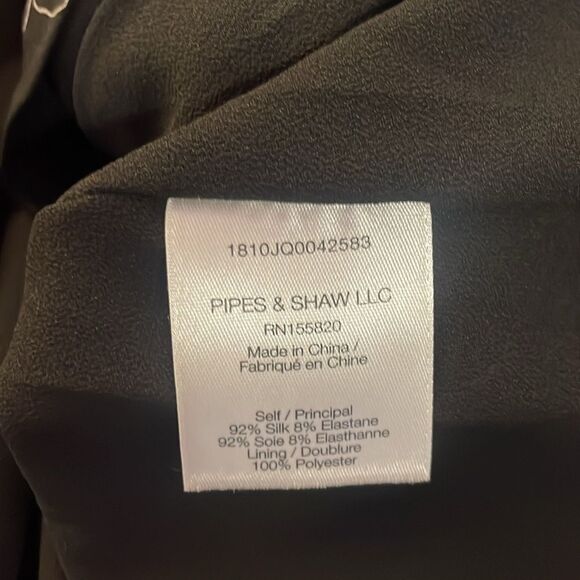 1810JQ0042583
PIPES & SHAW LLC
RN155820
Made in China /
Fabriqué en Chine
Self / Principal
92% Silk 8% Elastane
92% Soie 8% Elasthanne
Lining / Doublure
100% Polyester